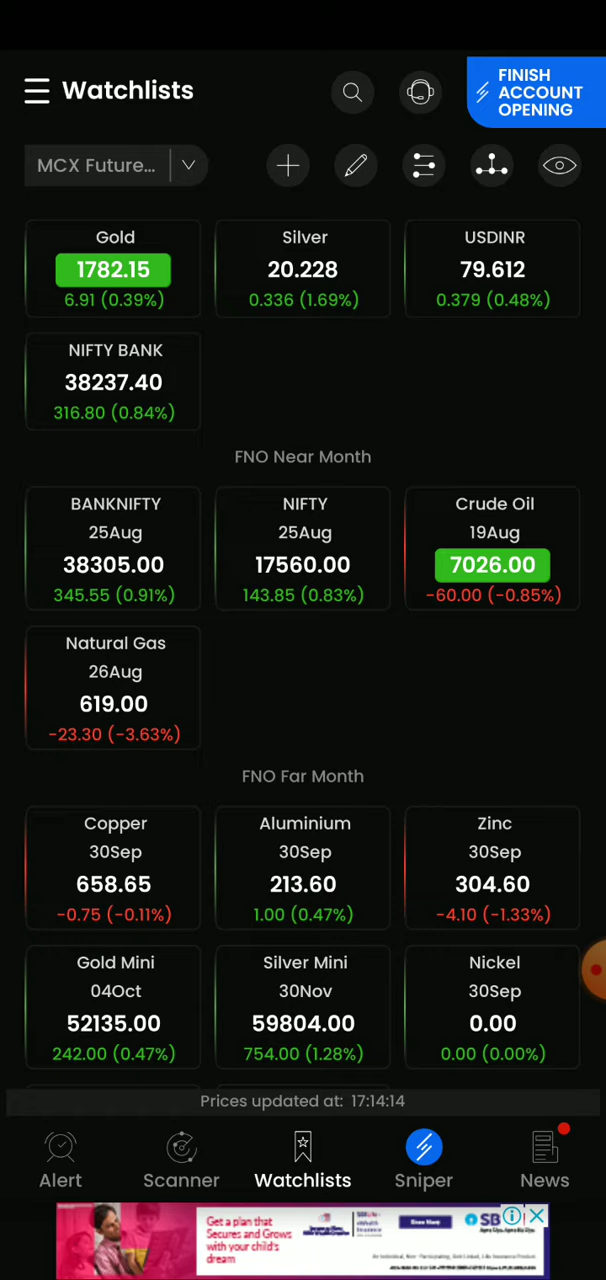 Watchlists
FINISH
ACCOUNT
OPENING
MCX Future...
Gold Silver USDINR
1782.15 20.228 79.612
6.91 (0.39%) 0.336 (1.69%) 0.379 (0.48%)
NIFTY BANK
38237.40
316.80 (0.84%)
FNO Near Month
BANKNIFTY NIFTY Crude Oil
25Aug 25Aug 19Aug
38305.00 17560.00 7026.00
345.55 (0.91%) 143.85 (0.83%) -60.00 (-0.85%)
Natural Gas
26Aug
619.00
-23.30 (-3.63%)
FNO Far Month
Copper Aluminium Zinc
30Sep 30Sep 30Sep
658.65 213.60 304.60
-0.75 (-0.11%) 1.00 (0.47%) -4.10 (-1.33%)
Gold Mini Silver Mini Nickel
04Oct 30Nov 30Sep
52135.00 59804.00 0.00
242.00 (0.47%) 754.00 (1.28%) 0.00 (0.00%)
Prices updated at: 17:14:14
Alert Scanner Watchlists Sniper News
Get a plan that
Secures and Grows
with your child's
dream
SB